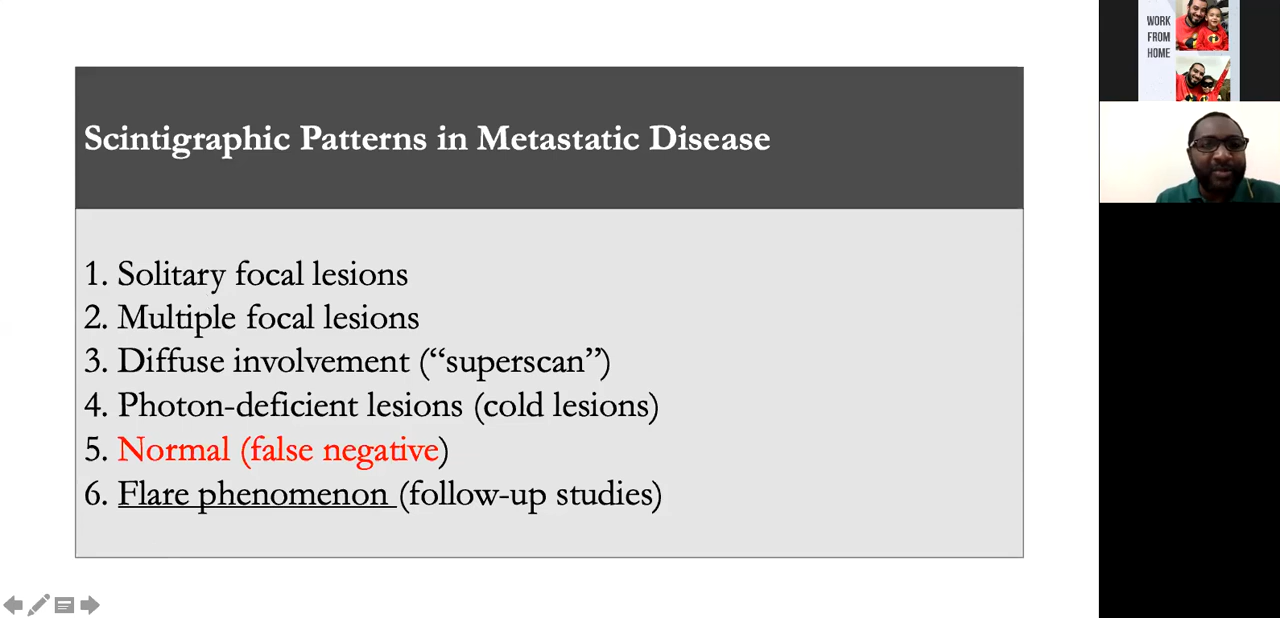 Scintigraphic Patterns in Metastatic Disease
1. Solitary focal lesions
2. Multiple focal lesions
3. Diffuse involvement (“superscan”)
4. Photon-deficient lesions (cold lesions)
5. Normal (false negative)
6. Flare phenomenon (follow-up studies)
WORK
FROM
HOME